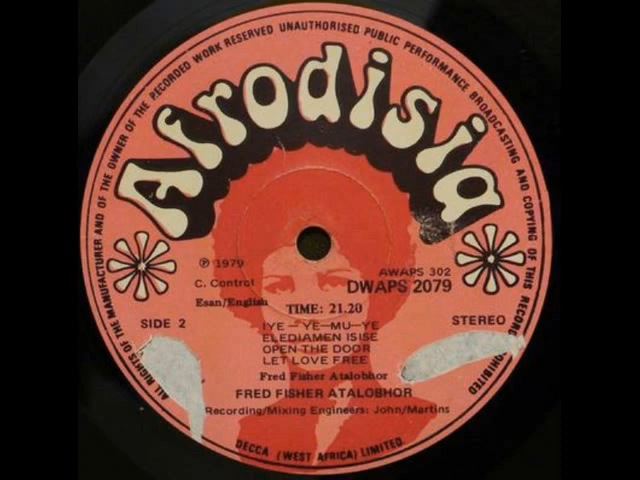 ALL RIGHTS OF THE MANUFACTURER AND OF THE OWNER OF THE RECORDED WORK RESERVED UNAUTHORISED PUBLIC PERFORMANCE BROADCASTING AND COPYING OF THIS RECORD PROHIBITED
Afrodisia
℗ 1979
AWAPS 302
C. Control
DWAPS 2079
Esan/English
TIME: 21.20
SIDE 2
STEREO
IYE — YE—MU—YE
ELEDIAMEN ISISE
OPEN THE DOOR
LET LOVE FREE
Fred Fisher Atalobhor
FRED FISHER ATALOBHOR
Recording/Mixing Engineers: John/Martins
DECCA (WEST AFRICA) LIMITED.